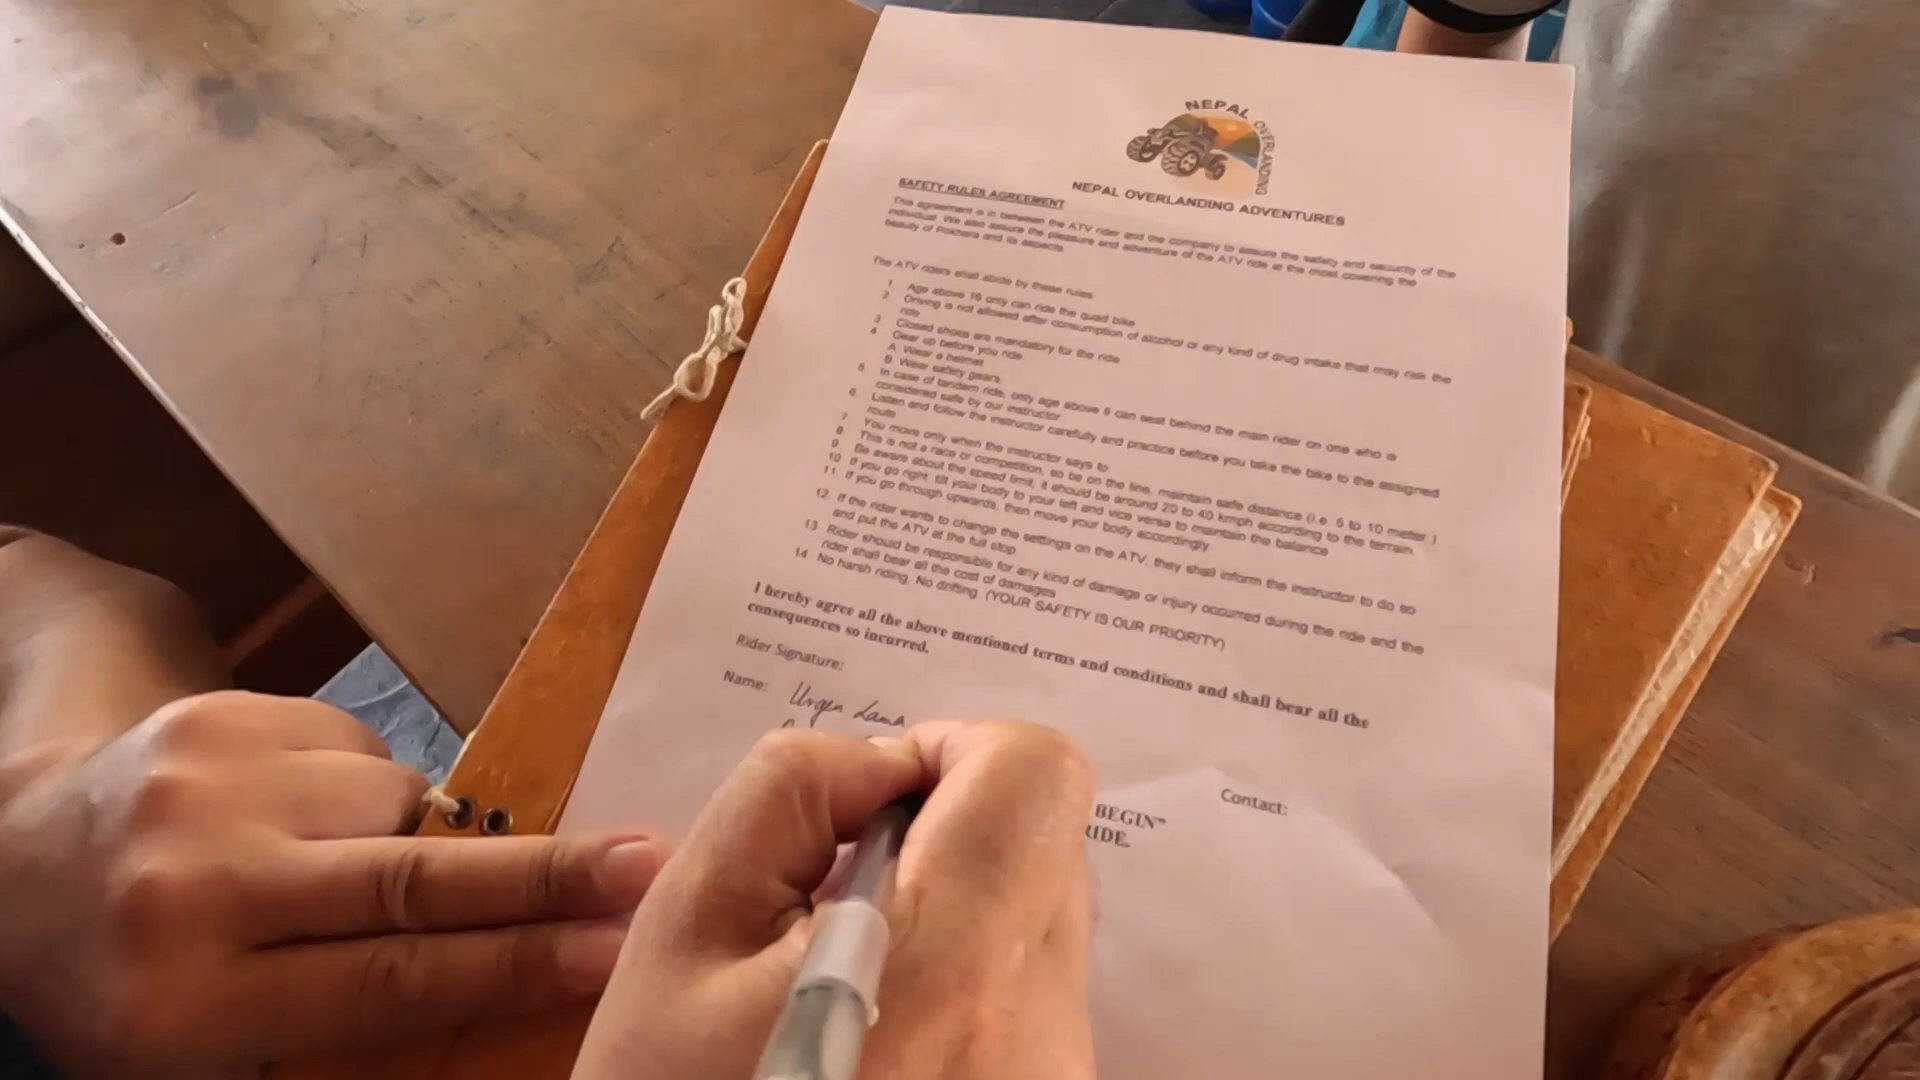 NEPAL OVERLANDING
NEPAL OVERLANDING ADVENTURES
SAFETY RULES AGREEMENT
This agreement is in between the ATV rider and the company to assure the safety and security of the
individual. We also assure the pleasure and adventure of the ATV ride at the most covering the
beauty of Pokhara and its aspects.
The ATV riders shall abide by these rules
1 Age above 16 only can ride the quad bike
2 Driving is not allowed after consumption of alcohol or any kind of drug intake that may risk the
ride
3 Closed shoes are mandatory for the ride
4 Gear up before you ride
A. Wear a helmet
B. Wear safety gears
5. In case of tandem ride, only age above 6 can seat behind the main rider on one who is
considered safe by our instructor
6 Listen and follow the instructor carefully and practice before you take the bike to the assigned
route
7 You move only when the instructor says to
8 This is not a race or competition, so be on the line, maintain safe distance (i.e 5 to 10 meter)
9 Be aware about the speed limit, it should be around 20 to 40 kmph according to the terrain
10 If you go right, tilt your body to your left and vice versa to maintain the balance
11. If you go through upwards, then move your body accordingly
12. If the rider wants to change the settings on the ATV, they shall inform the instructor to do so
and put the ATV at the full stop
13 Rider should be responsible for any kind of damage or injury occurred during the ride and the
rider shall bear all the cost of damages
14 No harsh riding, No drifting (YOUR SAFETY IS OUR PRIORITY)
I hereby agree all the above mentioned terms and conditions and shall bear all the
consequences so incurred.
Rider Signature:
Name: Urgen Lama
Contact:
BEGIN"
RIDE.